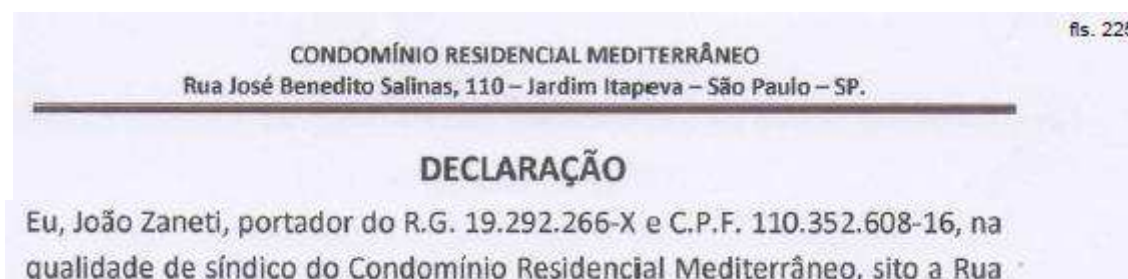 fls. 225
CONDOMÍNIO RESIDENCIAL MEDITERRÂNEO
Rua José Benedito Salinas, 110 – Jardim Itapeva – São Paulo – SP.
DECLARAÇÃO
Eu, João Zaneti, portador do R.G. 19.292.266-X e C.P.F. 110.352.608-16, na
qualidade de síndico do Condomínio Residencial Mediterrâneo, sito a Rua